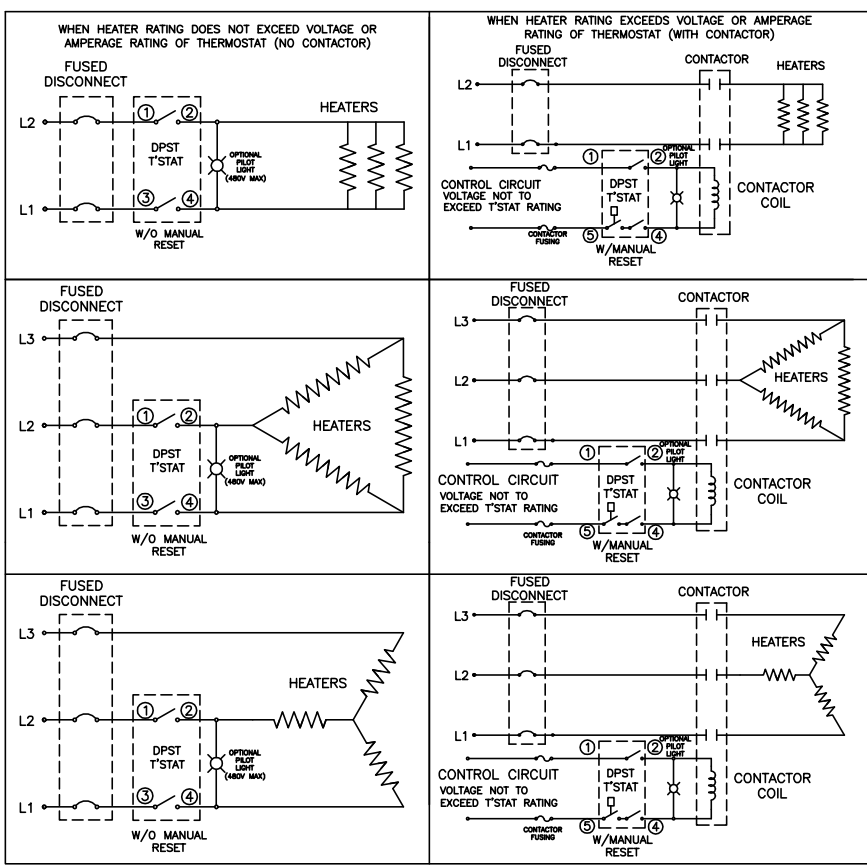 WHEN HEATER RATING DOES NOT EXCEED VOLTAGE OR
AMPERAGE RATING OF THERMOSTAT (NO CONTACTOR)
FUSED
DISCONNECT
L2
① ②
HEATERS
DPST
T'STAT
OPTIONAL
PILOT
LIGHT
(480V MAX)
L1
③ ④
W/O MANUAL
RESET
WHEN HEATER RATING EXCEEDS VOLTAGE OR AMPERAGE
RATING OF THERMOSTAT (WITH CONTACTOR)
FUSED
DISCONNECT
CONTACTOR
HEATERS
L2
L1
① ②
OPTIONAL
PILOT
LIGHT
CONTROL CIRCUIT
VOLTAGE NOT TO
EXCEED T'STAT RATING
DPST
T'STAT
CONTACTOR
COIL
CONTACTOR
FUSING
⑤ ④
W/MANUAL
RESET
FUSED
DISCONNECT
L3
L2
① ②
HEATERS
DPST
T'STAT
OPTIONAL
PILOT
LIGHT
(480V MAX)
L1
③ ④
W/O MANUAL
RESET
FUSED
DISCONNECT
CONTACTOR
L3
L2
HEATERS
L1
① ②
OPTIONAL
PILOT
LIGHT
CONTROL CIRCUIT
VOLTAGE NOT TO
EXCEED T'STAT RATING
DPST
T'STAT
CONTACTOR
COIL
CONTACTOR
FUSING
⑤ ④
W/MANUAL
RESET
FUSED
DISCONNECT
L3
HEATERS
L2
① ②
DPST
T'STAT
OPTIONAL
PILOT
LIGHT
(480V MAX)
L1
③ ④
W/O MANUAL
RESET
FUSED
DISCONNECT
CONTACTOR
L3
HEATERS
L2
L1
① ②
OPTIONAL
PILOT
LIGHT
CONTROL CIRCUIT
VOLTAGE NOT TO
EXCEED T'STAT RATING
DPST
T'STAT
CONTACTOR
COIL
CONTACTOR
FUSING
⑤ ④
W/MANUAL
RESET